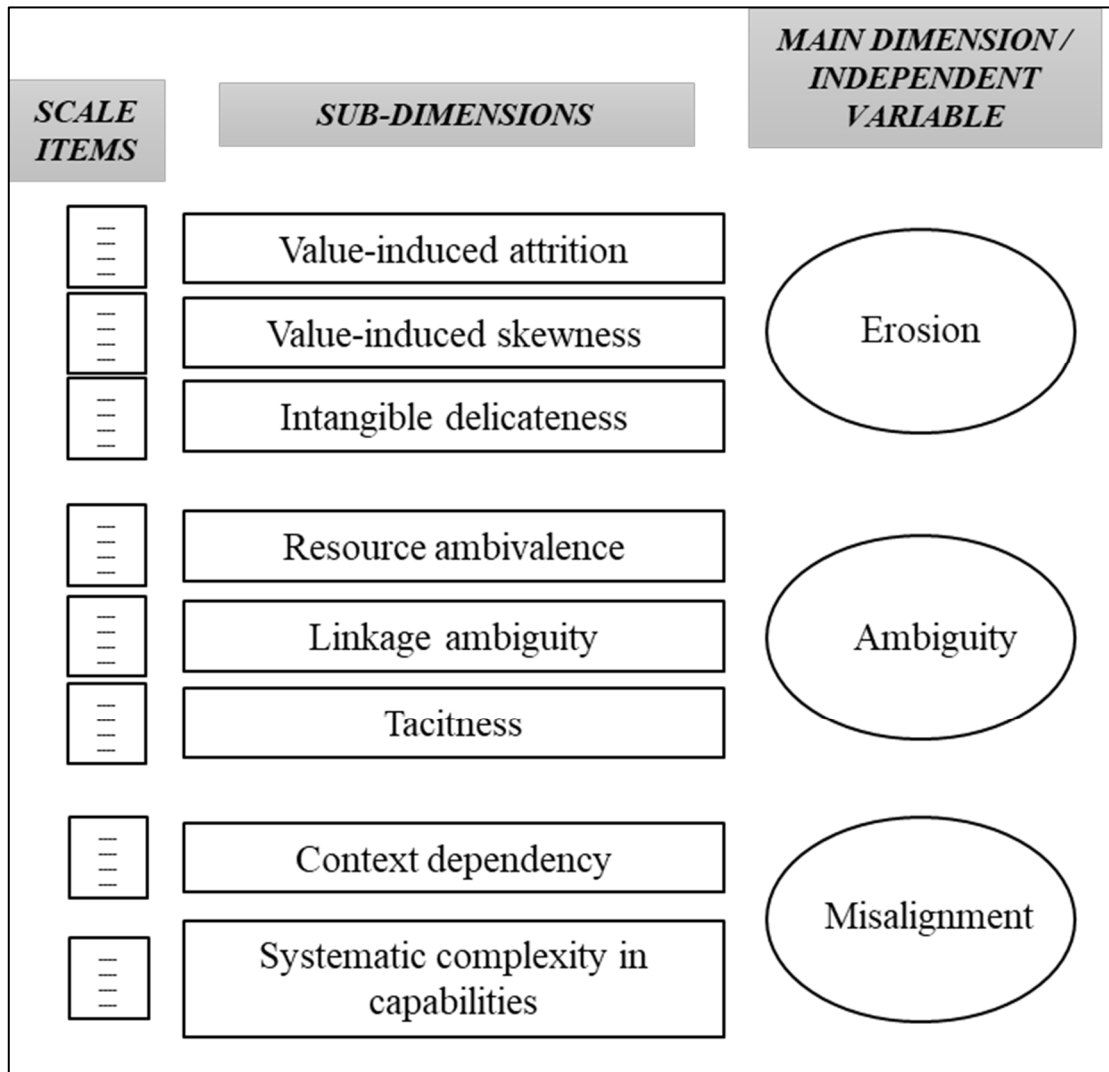 SCALE
ITEMS
SUB-DIMENSIONS
MAIN DIMENSION /
INDEPENDENT
VARIABLE
Value-induced attrition
Value-induced skewness
Intangible delicateness
Erosion
Resource ambivalence
Linkage ambiguity
Tacitness
Ambiguity
Context dependency
Systematic complexity in
capabilities
Misalignment